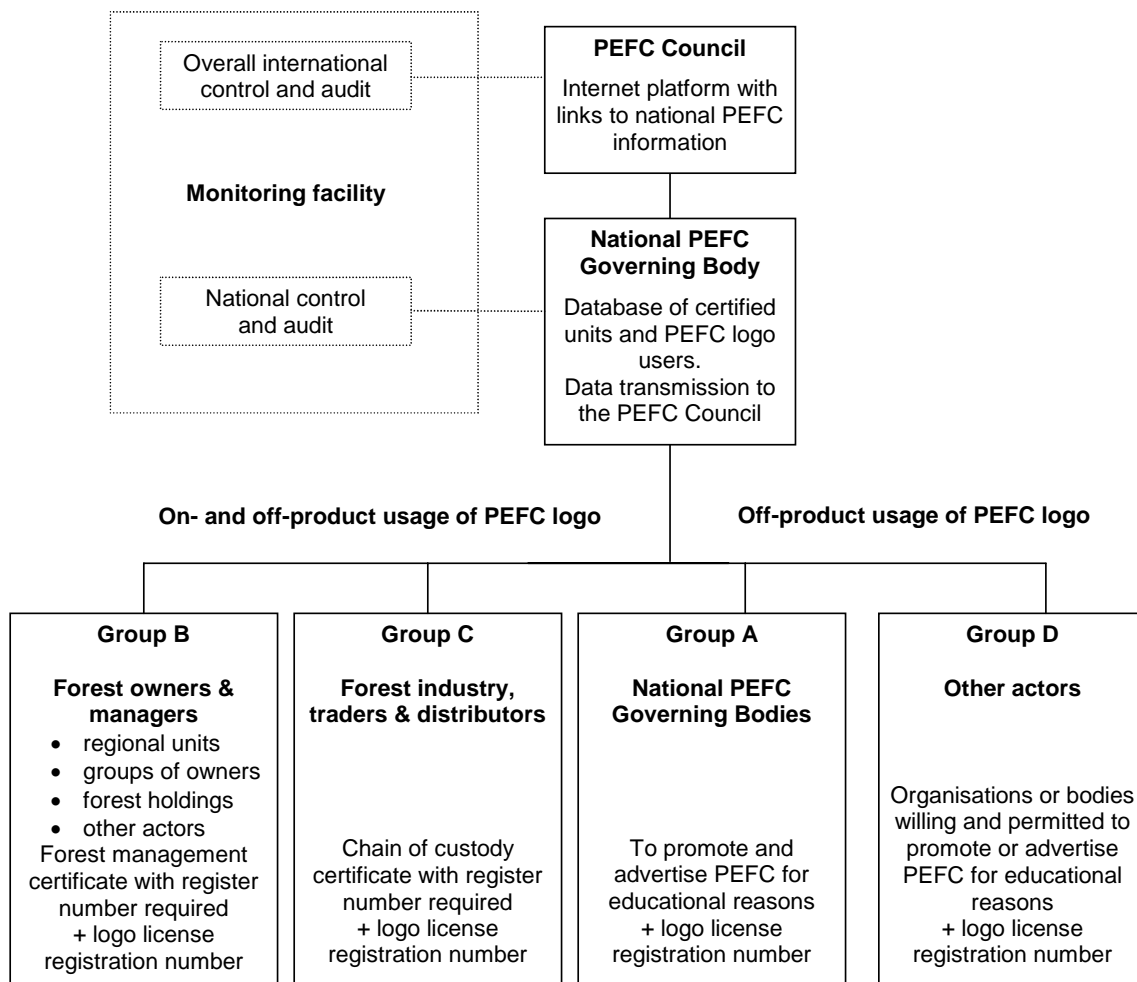 PEFC Council
Internet platform with
links to national PEFC
information
Overall international
control and audit
Monitoring facility
National control
and audit
National PEFC
Governing Body
Database of certified
units and PEFC logo
users.
Data transmission to
the PEFC Council
On- and off-product usage of PEFC logo
Off-product usage of PEFC logo
Group B
Forest owners &
managers
• regional units
• groups of owners
• forest holdings
• other actors
Forest management
certificate with register
number required
+ logo license
registration number
Group C
Forest industry,
traders & distributors
Chain of custody
certificate with register
number required
+ logo license
registration number
Group A
National PEFC
Governing Bodies
To promote and
advertise PEFC for
educational reasons
+ logo license
registration number
Group D
Other actors
Organisations or bodies
willing and permitted to
promote or advertise
PEFC for educational
reasons
+ logo license
registration number